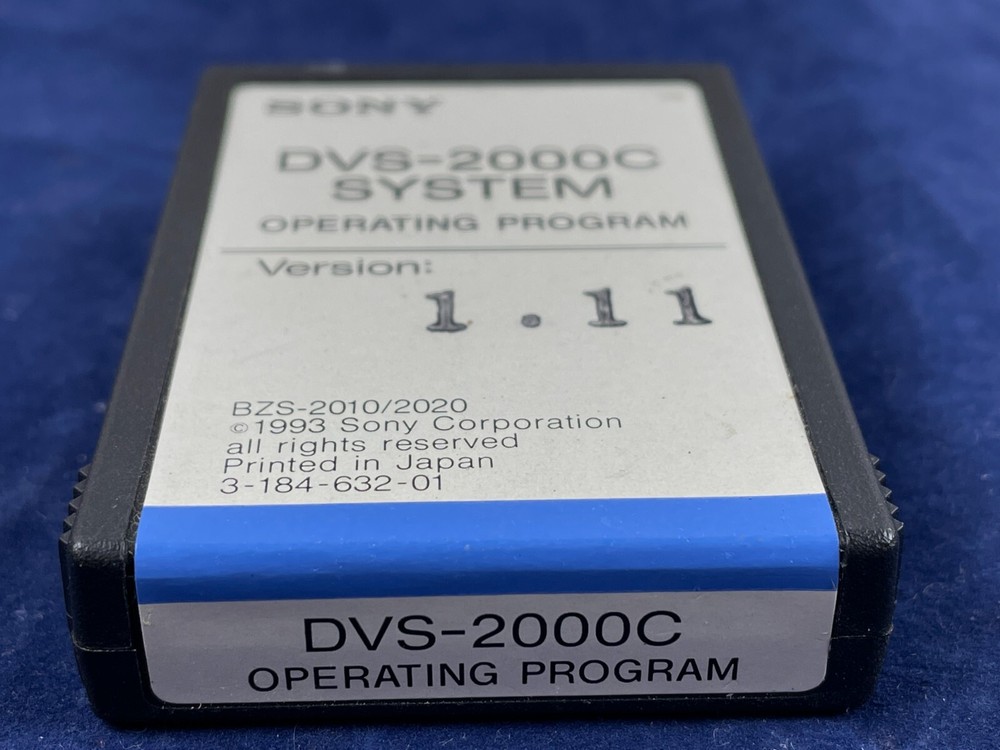 SONY
DVS-2000C
SYSTEM
OPERATING PROGRAM
Version:
1.11
BZS-2010/2020
©1993 Sony Corporation
all rights reserved
Printed in Japan
3-184-632-01
DVS-2000C
OPERATING PROGRAM